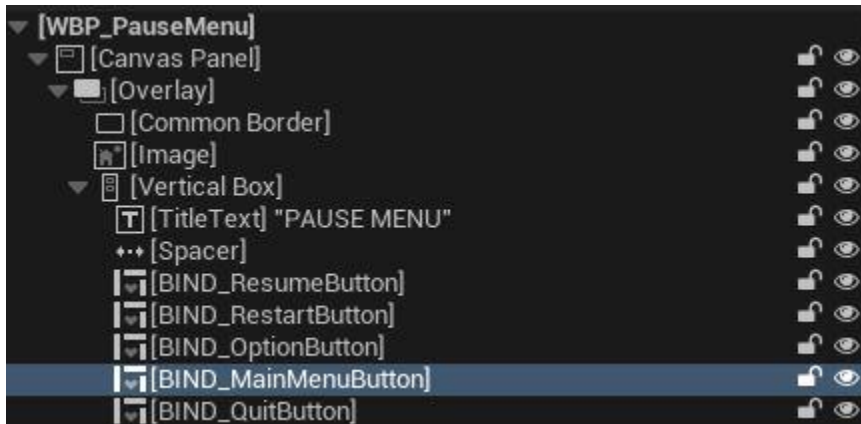 [WBP_PauseMenu]
[Canvas Panel]
[Overlay]
[Common Border]
[Image]
[Vertical Box]
[TitleText] "PAUSE MENU"
[Spacer]
[BIND_ResumeButton]
[BIND_RestartButton]
[BIND_OptionButton]
[BIND_MainMenuButton]
[BIND_QuitButton]